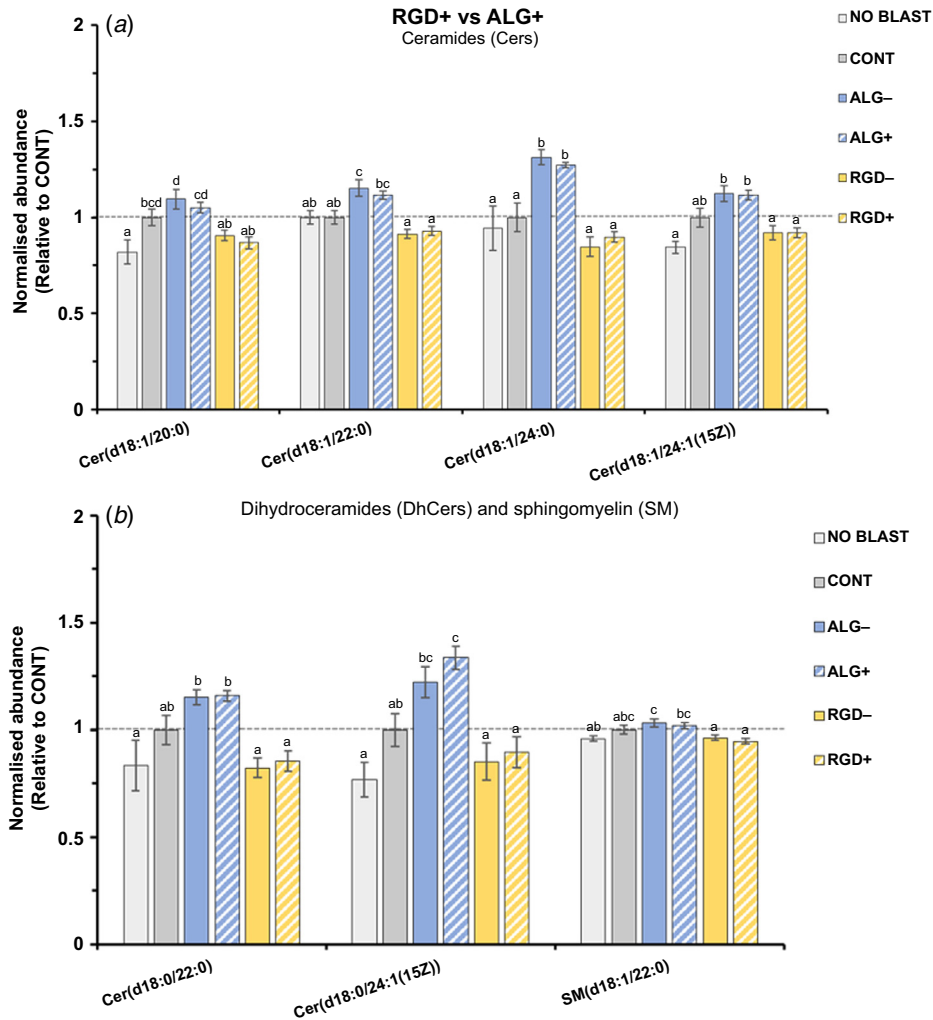 (a)
RGD+ vs ALG+
Ceramides (Cers)
Normalised abundance
(Relative to CONT)
2
1.5
1
0.5
0
a bcd d cd ab ab
ab ab c bc a a
a a b b a a
a ab b b a a
Cer(d18:1/20:0)
Cer(d18:1/22:0)
Cer(d18:1/24:0)
Cer(d18:1/24:1(15Z))
NO BLAST
CONT
ALG–
ALG+
RGD–
RGD+
(b)
Dihydroceramides (DhCers) and sphingomyelin (SM)
Normalised abundance
(Relative to CONT)
2
1.5
1
0.5
0
a ab b b a a
a ab bc c a a
ab abc c bc a a
Cer(d18:0/22:0)
Cer(d18:0/24:1(15Z))
SM(d18:1/22:0)
NO BLAST
CONT
ALG–
ALG+
RGD–
RGD+